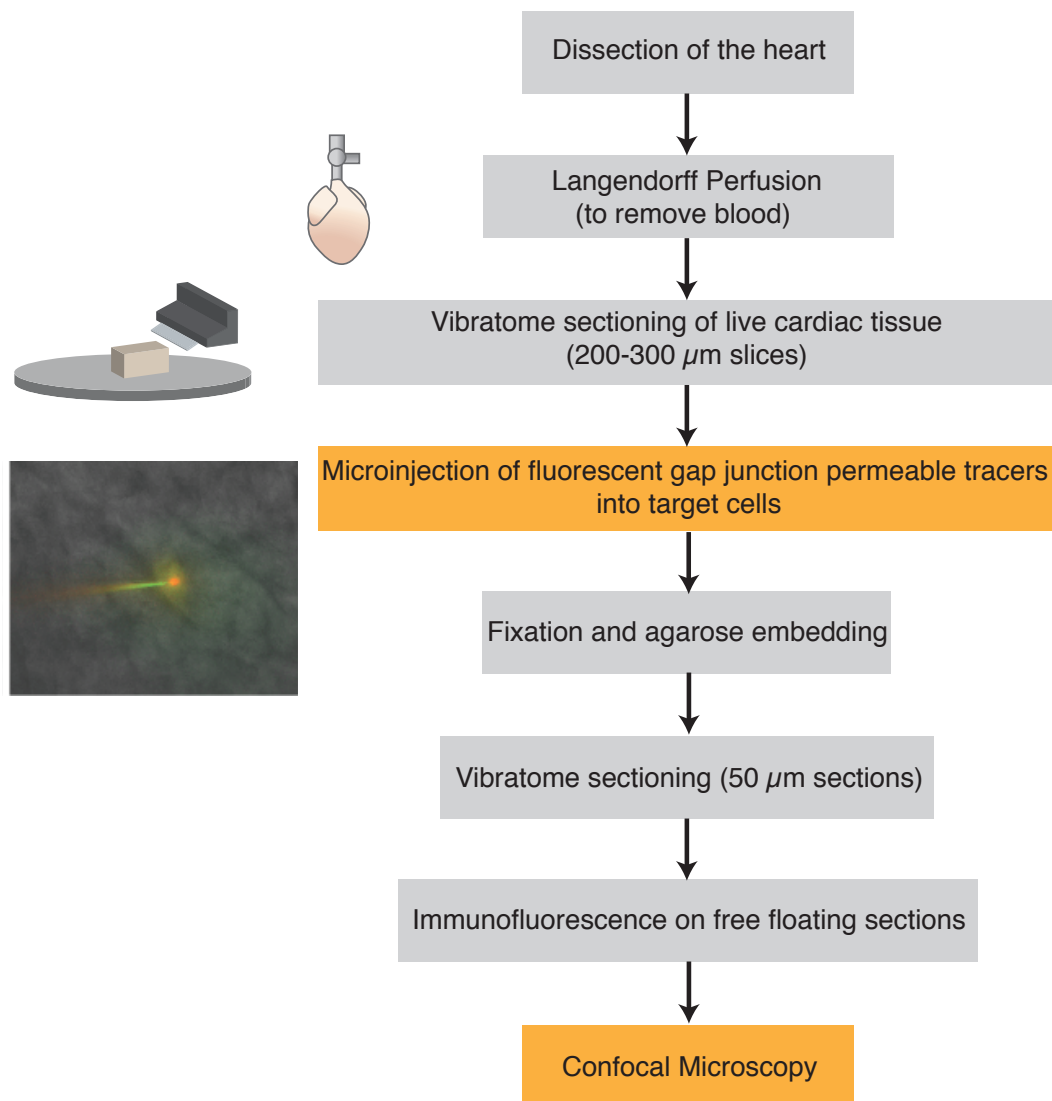 Dissection of the heart
Langendorff Perfusion
(to remove blood)
Vibratome sectioning of live cardiac tissue
(200-300 µm slices)
Microinjection of fluorescent gap junction permeable tracers
into target cells
Fixation and agarose embedding
Vibratome sectioning (50 µm sections)
Immunofluorescence on free floating sections
Confocal Microscopy